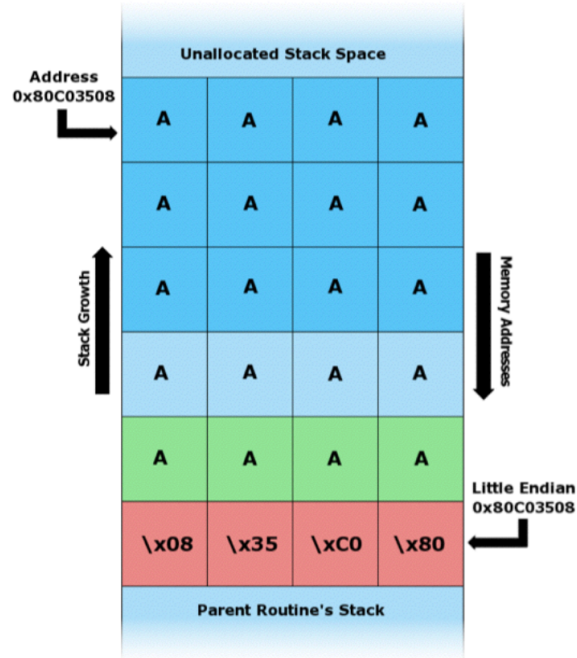 Unallocated Stack Space
Address
0x80C03508
A A A A
A A A A
Stack Growth
Memory Addresses
A A A A
A A A A
A A A A
Little Endian
0x80C03508
\x08 \x35 \xC0 \x80
Parent Routine's Stack